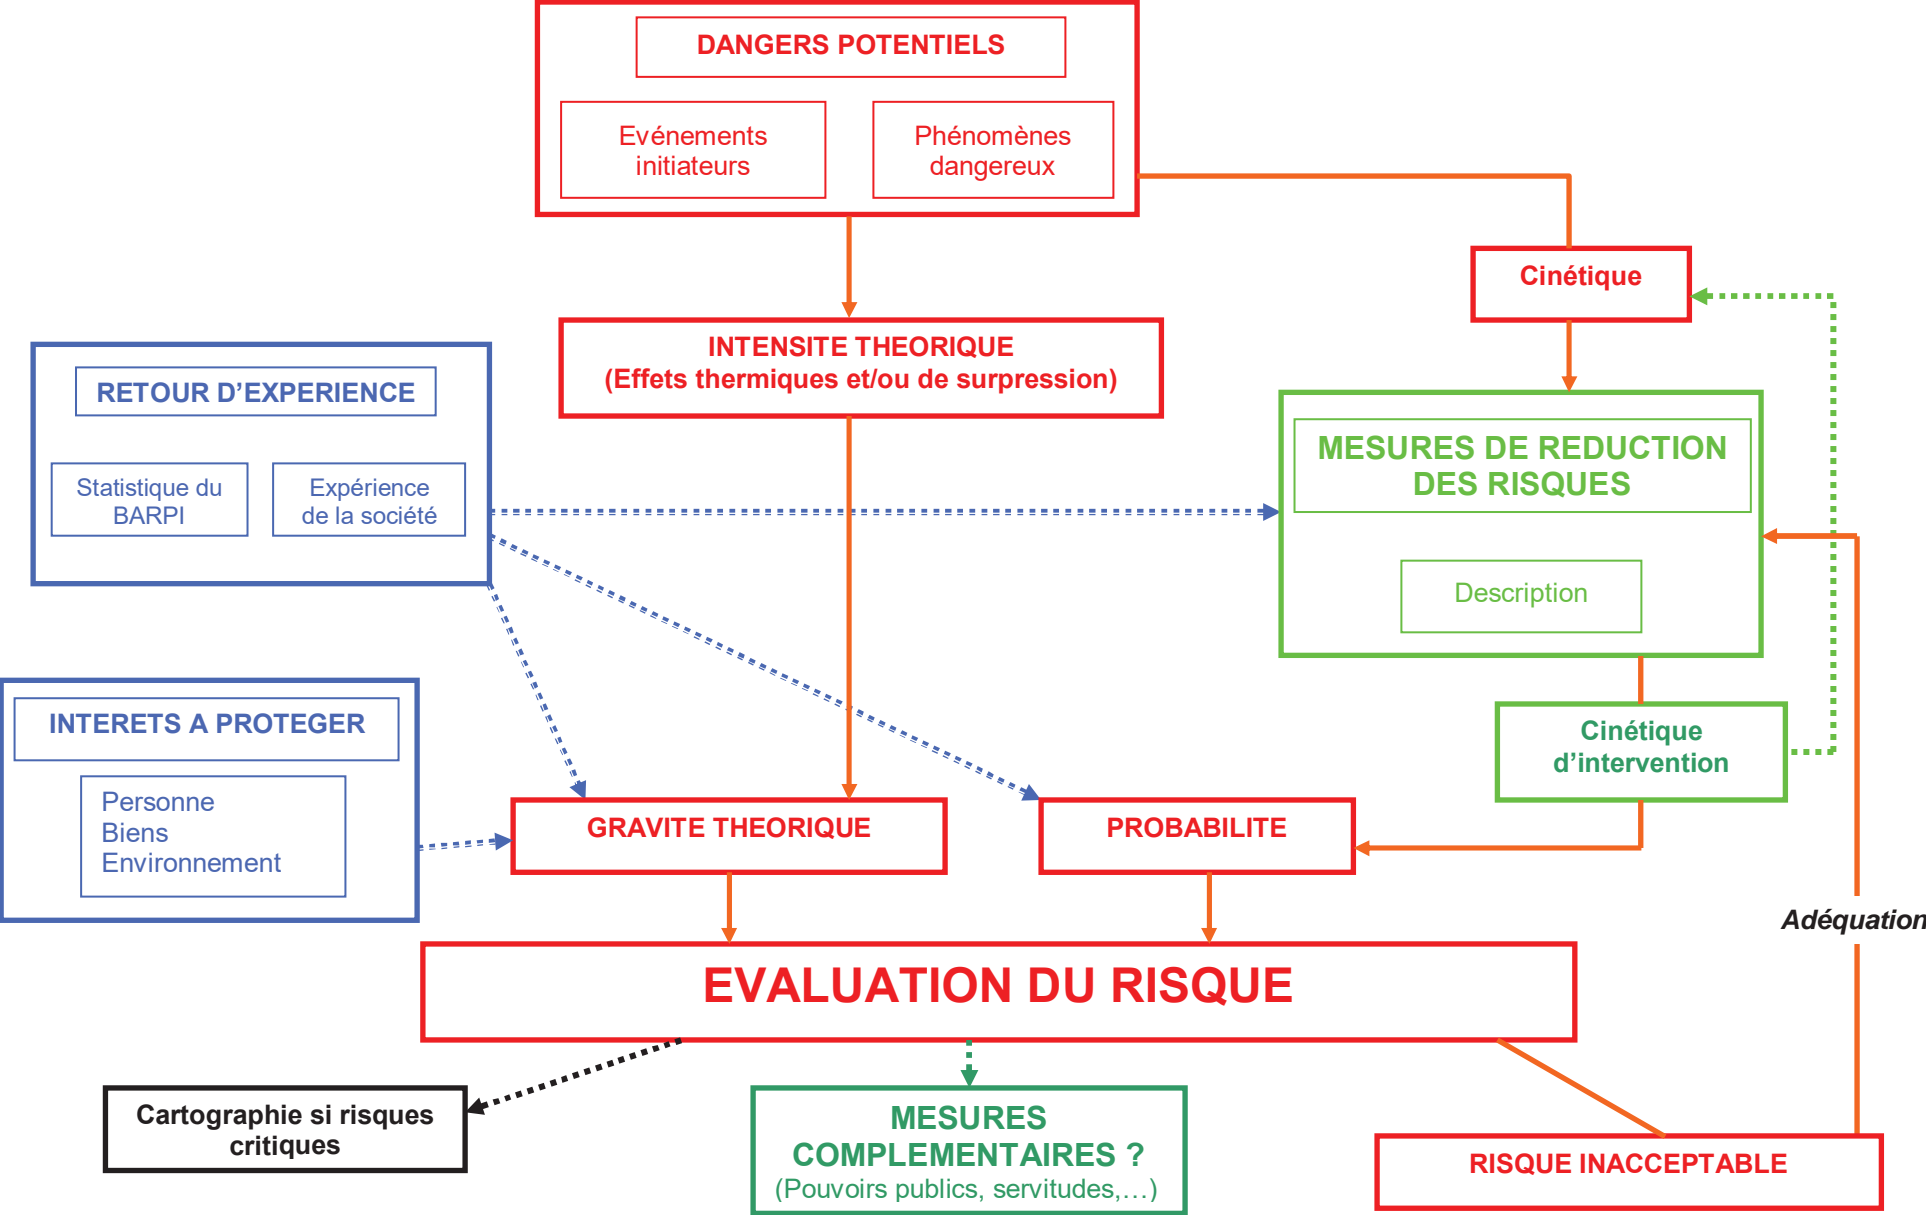 DANGERS POTENTIELS
Evénements
initiateurs
Phénomènes
dangereux
Cinétique
INTENSITE THEORIQUE
(Effets thermiques et/ou de surpression)
RETOUR D’EXPERIENCE
Statistique du
BARPI
Expérience
de la société
MESURES DE REDUCTION
DES RISQUES
Description
INTERETS A PROTEGER
Personne
Biens
Environnement
Cinétique
d’intervention
GRAVITE THEORIQUE
PROBABILITE
Adéquation
EVALUATION DU RISQUE
Cartographie si risques
critiques
MESURES
COMPLEMENTAIRES ?
(Pouvoirs publics, servitudes,…)
RISQUE INACCEPTABLE